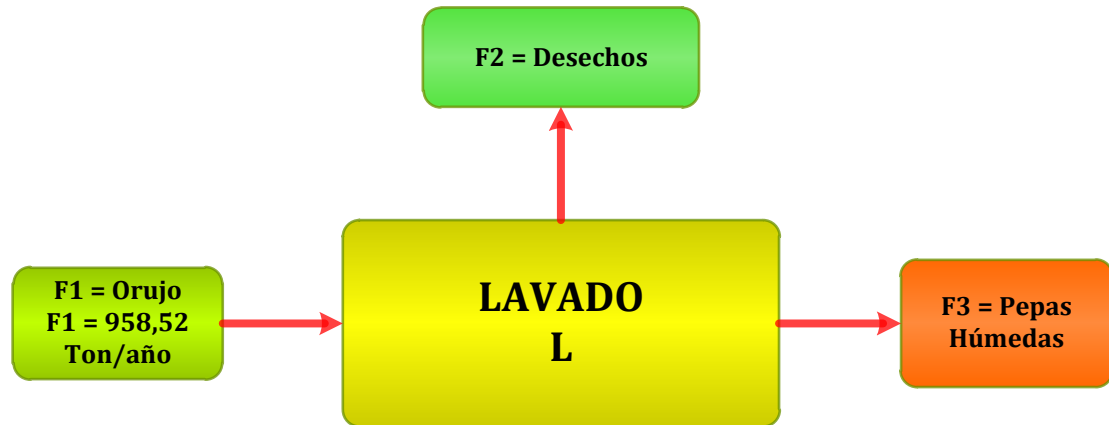 F2 = Desechos
F1 = Orujo
F1 = 958,52
Ton/año
LAVADO
L
F3 = Pepas
Húmedas